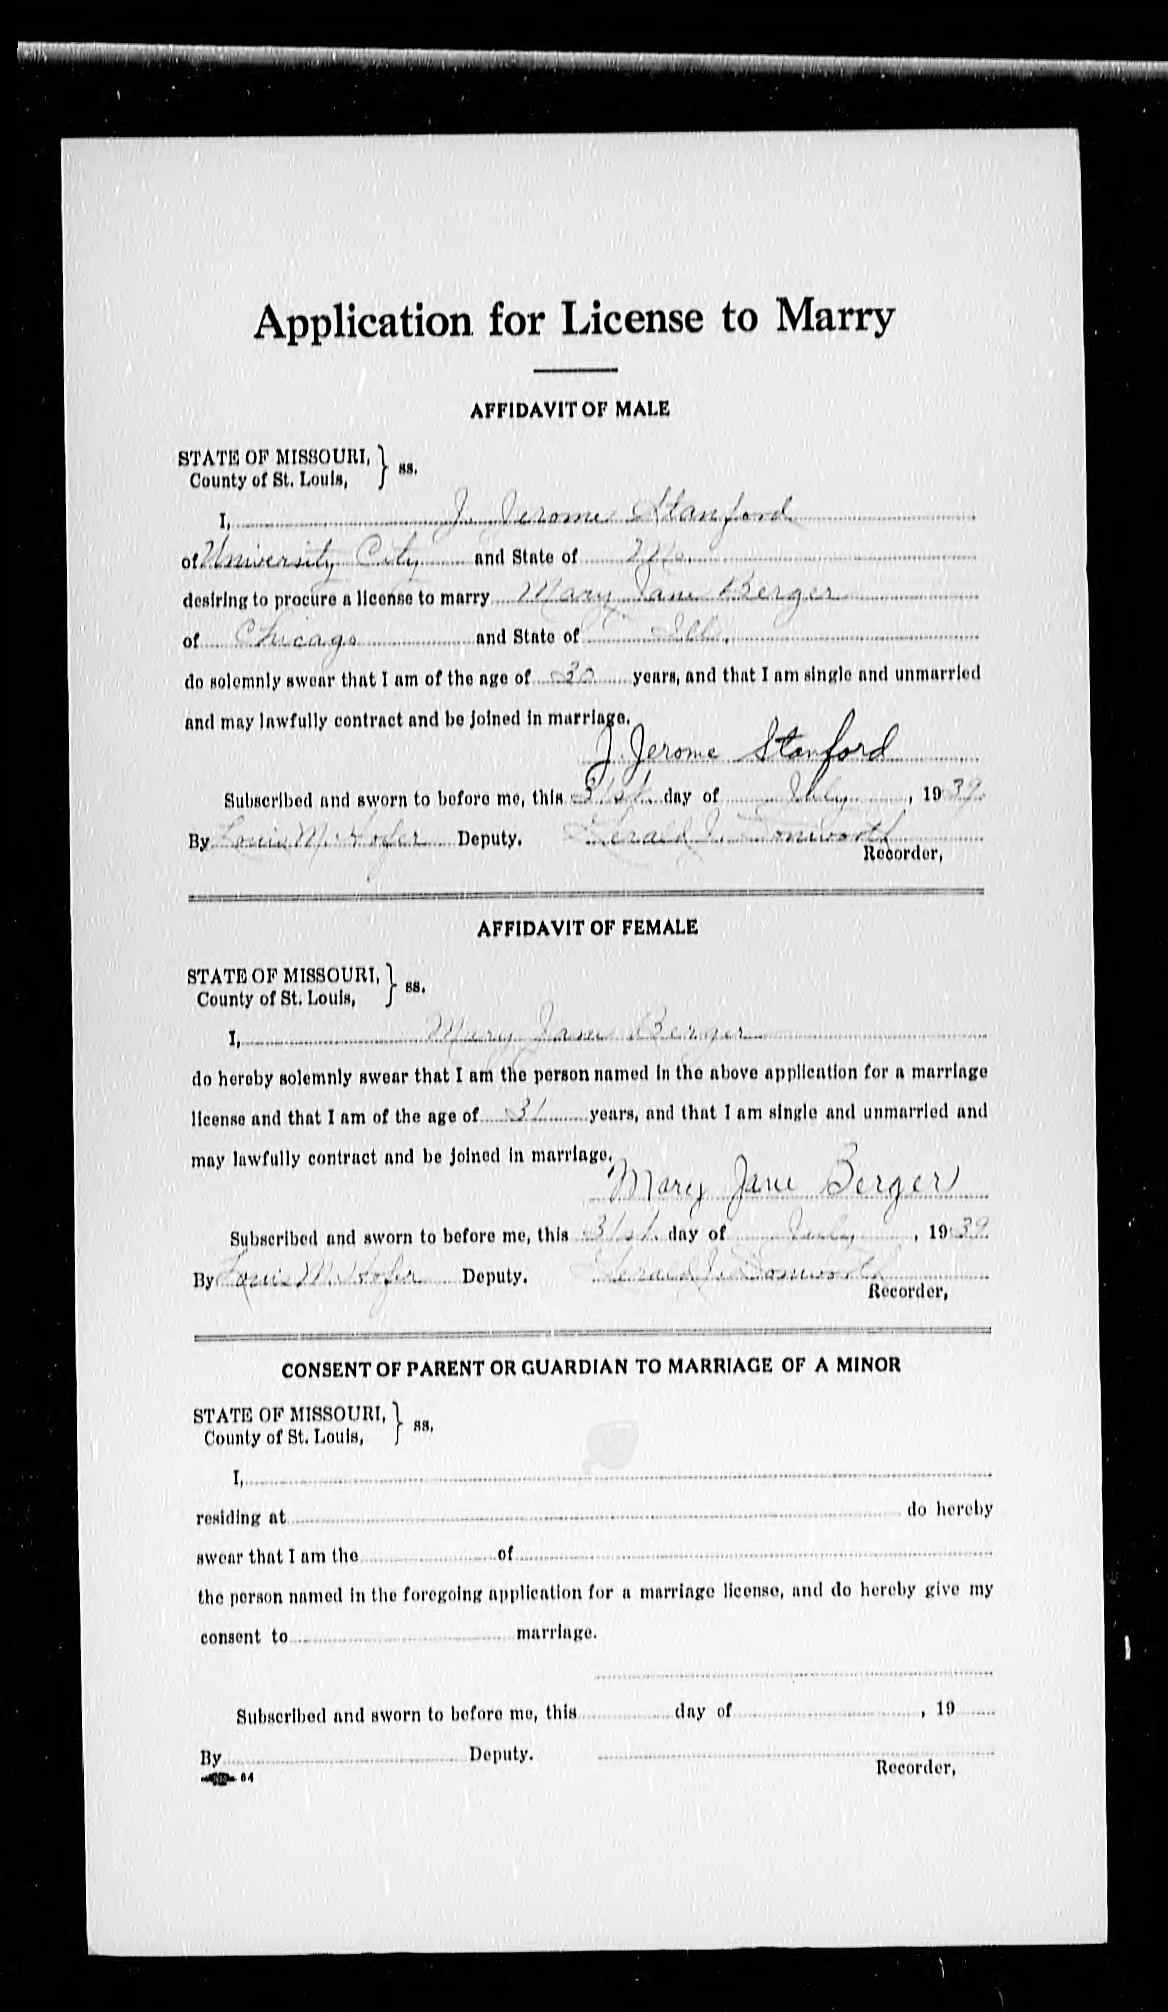 Application for License to Marry
AFFIDAVIT OF MALE
STATE OF MISSOURI,
County of St. Louis, } ss.
I, J. Jerome Stanford
of University City and State of Mo.
desiring to procure a license to marry Mary Jane Berger
of Chicago and State of Ill.,
do solemnly swear that I am of the age of years, and that I am single and unmarried
and may lawfully contract and be joined in marriage.
J. Jerome Stanford
Subscribed and sworn to before me, this 31st day of July, 1939.
By Louis M. Deputy. Gerald J. Donworth
Recorder,
AFFIDAVIT OF FEMALE
STATE OF MISSOURI,
County of St. Louis, } ss.
I, Mary Jane Berger
do hereby solemnly swear that I am the person named in the above application for a marriage
license and that I am of the age of 31 years, and that I am single and unmarried and
may lawfully contract and be joined in marriage.
Mary Jane Berger
Subscribed and sworn to before me, this 31st. day of July, 1939.
By Louis M. Deputy. Gerald J. Donworth
Recorder,
CONSENT OF PARENT OR GUARDIAN TO MARRIAGE OF A MINOR
STATE OF MISSOURI,
County of St. Louis, } ss.
I,
residing at do hereby
swear that I am the of
the person named in the foregoing application for a marriage license, and do hereby give my
consent to marriage.
Subscribed and sworn to before me, this day of , 19
By Deputy.
Recorder,
64